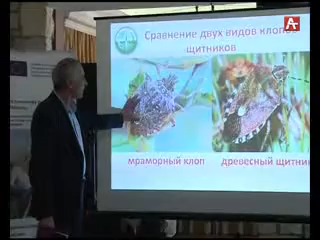 Сравнение двух видов клопов
щитников
мраморный клоп
древесный щитник